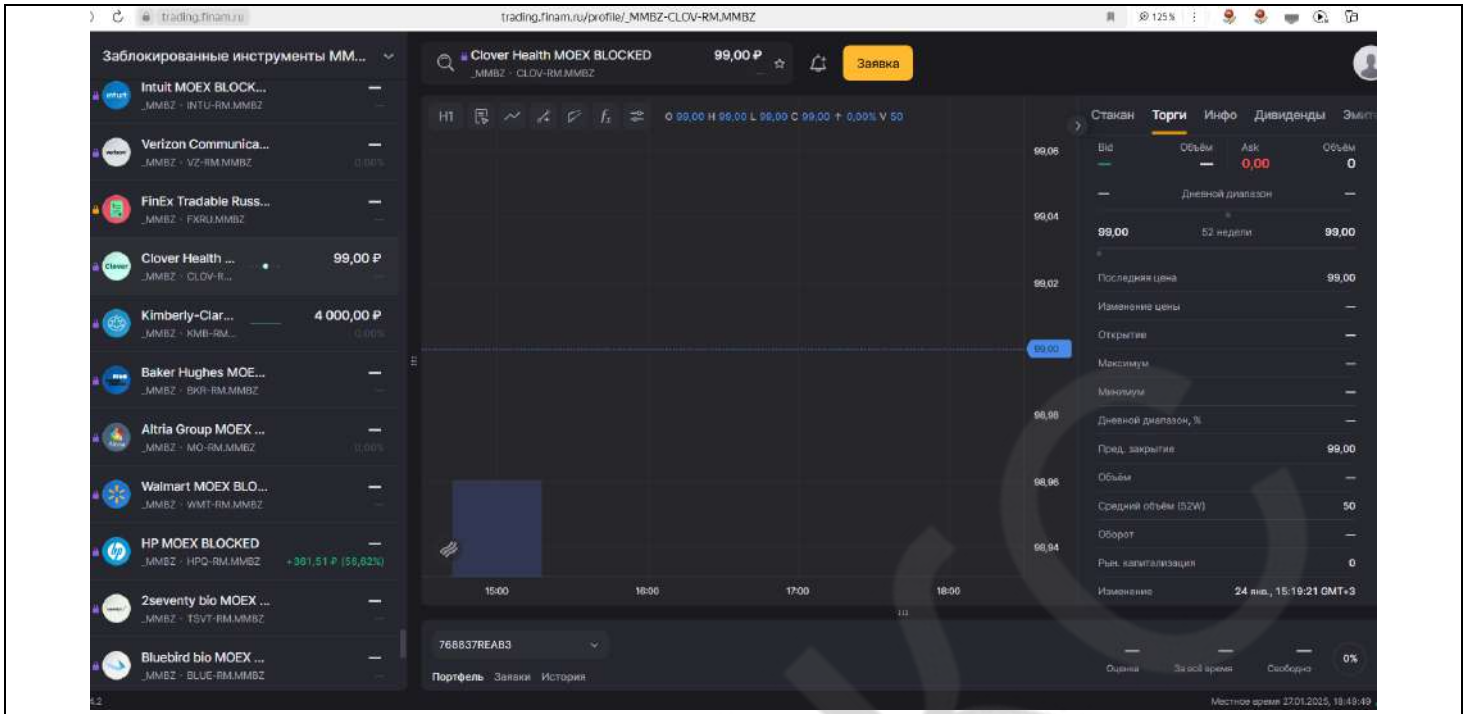 trading.finam.ru
trading.finam.ru/profile/_MMBZ-CLOV-RM.MMBZ
125 %
Заблокированные инструменты MM...
Intuit MOEX BLOCK...
_MMBZ · INTU-RM.MMBZ
Verizon Communica...
_MMBZ · VZ-RM.MMBZ
0,00%
FinEx Tradable Russ...
_MMBZ · FXRU.MMBZ
Clover Health ...
99,00 ₽
_MMBZ · CLOV-R...
Kimberly-Clar...
4 000,00 ₽
_MMBZ · KMB-RM...
0,00%
Baker Hughes MOE...
_MMBZ · BKR-RM.MMBZ
Altria Group MOEX ...
_MMBZ · MO-RM.MMBZ
0,00%
Walmart MOEX BLO...
_MMBZ · WMT-RM.MMBZ
HP MOEX BLOCKED
_MMBZ · HPQ-RM.MMBZ
2seventy bio MOEX ...
_MMBZ · TSVT-RM.MMBZ
Bluebird bio MOEX ...
_MMBZ · BLUE-RM.MMBZ
Clover Health MOEX BLOCKED
99,00 ₽
_MMBZ · CLOV-RM.MMBZ
Заявка
H1
O 99,00 H 99,00 L 99,00 C 99,00 0,00% V 50
99,06
99,04
99,02
99,00
98,98
98,96
98,94
15:00 16:00 17:00 18:00
766837REAB3
Портфель Заявки История
Стакан Торги Инфо Дивиденды
Bid Объём Ask Объём
— — 0,00 0
— Дневной диапазон —
99,00 52 недели 99,00
Последняя цена 99,00
Изменение цены —
Открытие —
Максимум —
Минимум —
Дневной диапазон, % —
Пред. закрытие 99,00
Объём —
Средний объём (52W) 50
Оборот —
Рын. капитализация 0
Изменение 24 янв., 15:19:21 GMT+3
Оценка За всё время Свободно 0%
Местное время 27.01.2025, 18:49:49